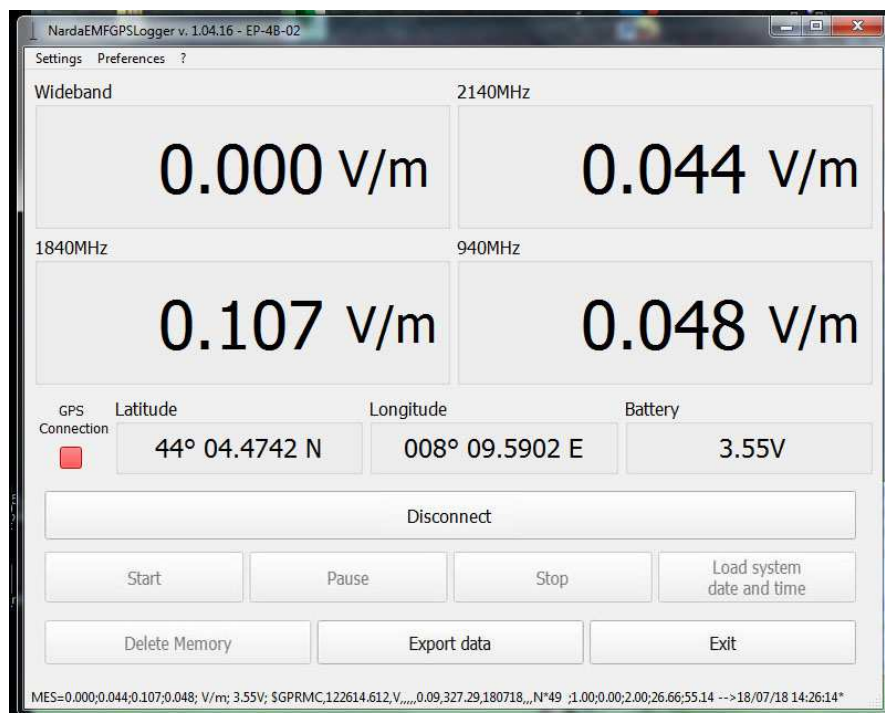 NardaEMFGPSLogger v. 1.04.16 - EP-4B-02
Settings Preferences ?
Wideband 2140MHz
0.000 V/m 0.044 V/m
1840MHz 940MHz
0.107 V/m 0.048 V/m
GPS Connection Latitude Longitude Battery
44° 04.4742 N 008° 09.5902 E 3.55V
Disconnect
Start Pause Stop Load system date and time
Delete Memory Export data Exit
MES=0.000;0.044;0.107;0.048; V/m; 3.55V; $GPRMC,122614.612,V,,,,,0.09,327.29,180718,,,N*49 ;1.00;0.00;2.00;26.66;55.14 -->18/07/18 14:26:14*